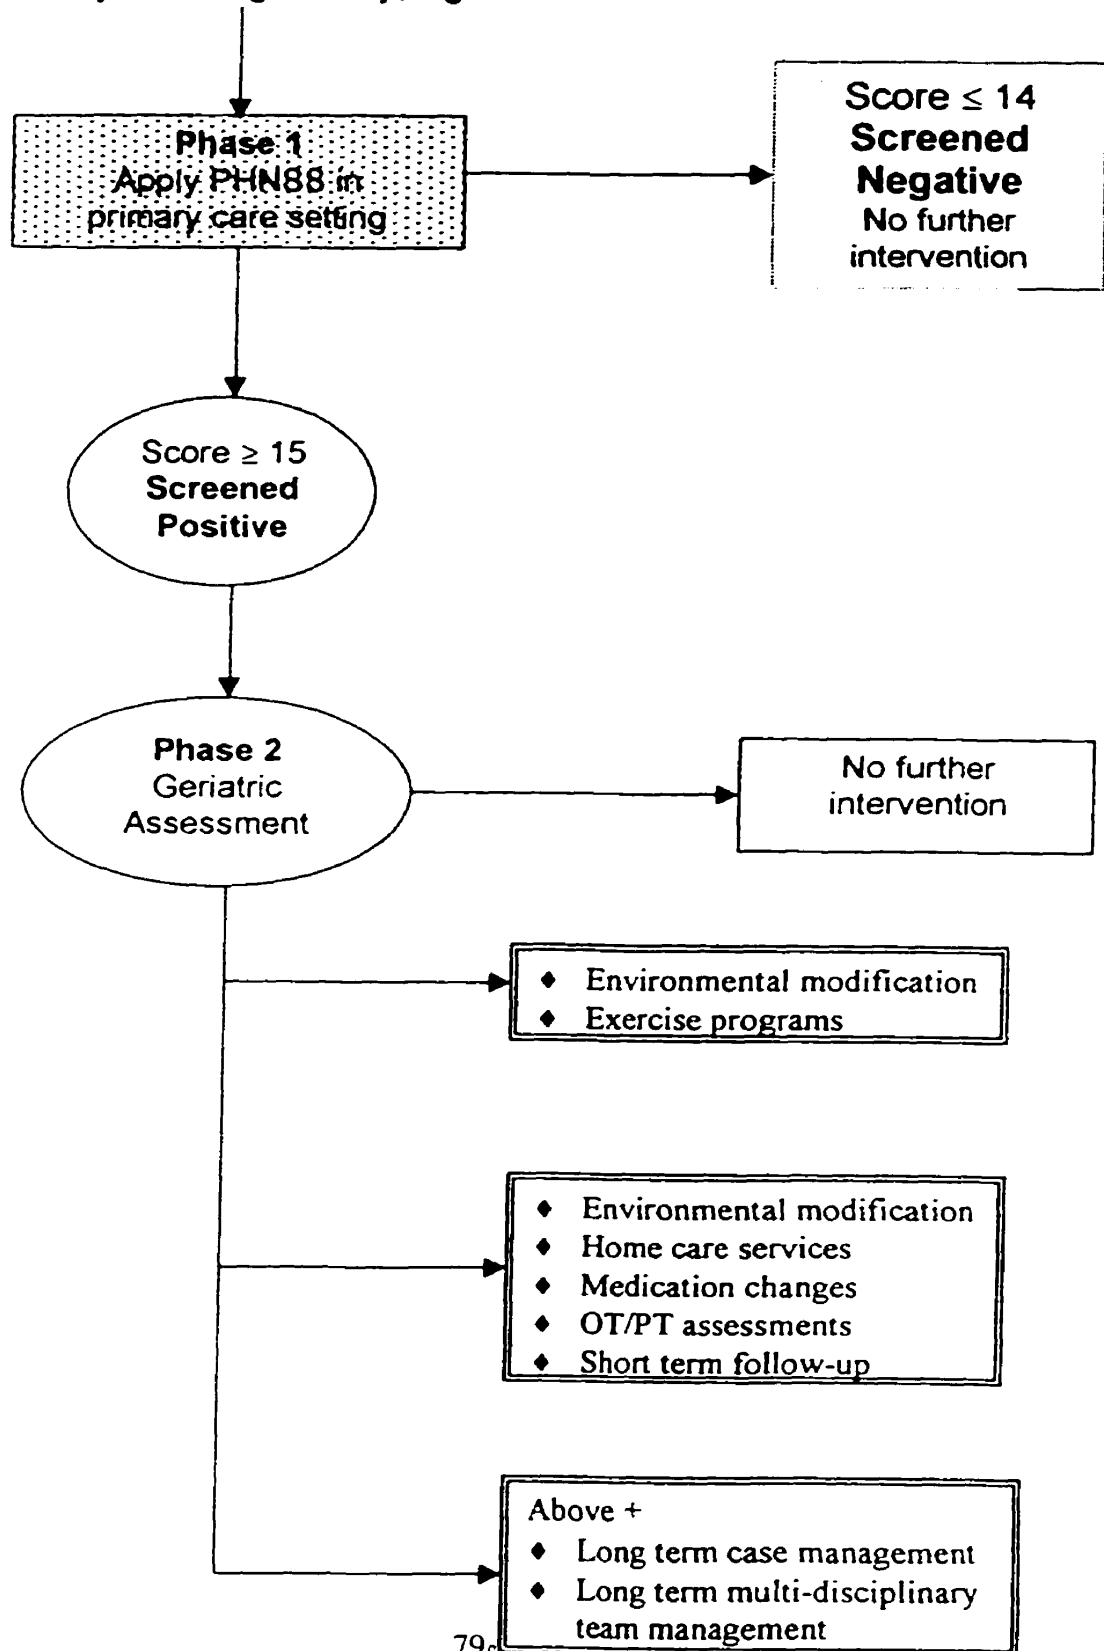 Phase 1
Apply PHN88 in
primary care setting
Score ≤ 14
Screened
Negative
No further
intervention
Score ≥ 15
Screened
Positive
Phase 2
Geriatric
Assessment
No further
intervention
♦ Environmental modification
♦ Exercise programs
♦ Environmental modification
♦ Home care services
♦ Medication changes
♦ OT/PT assessments
♦ Short term follow-up
Above +
♦ Long term case management
♦ Long term multi-disciplinary
team management
79